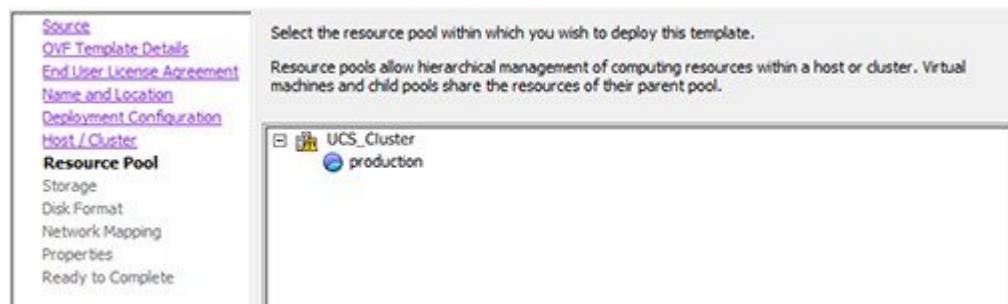 Source
OVF Template Details
End User License Agreement
Name and Location
Deployment Configuration
Host / Cluster
Resource Pool
Storage
Disk Format
Network Mapping
Properties
Ready to Complete
Select the resource pool within which you wish to deploy this template.
Resource pools allow hierarchical management of computing resources within a host or cluster. Virtual
machines and child pools share the resources of their parent pool.
UCS_Cluster
production